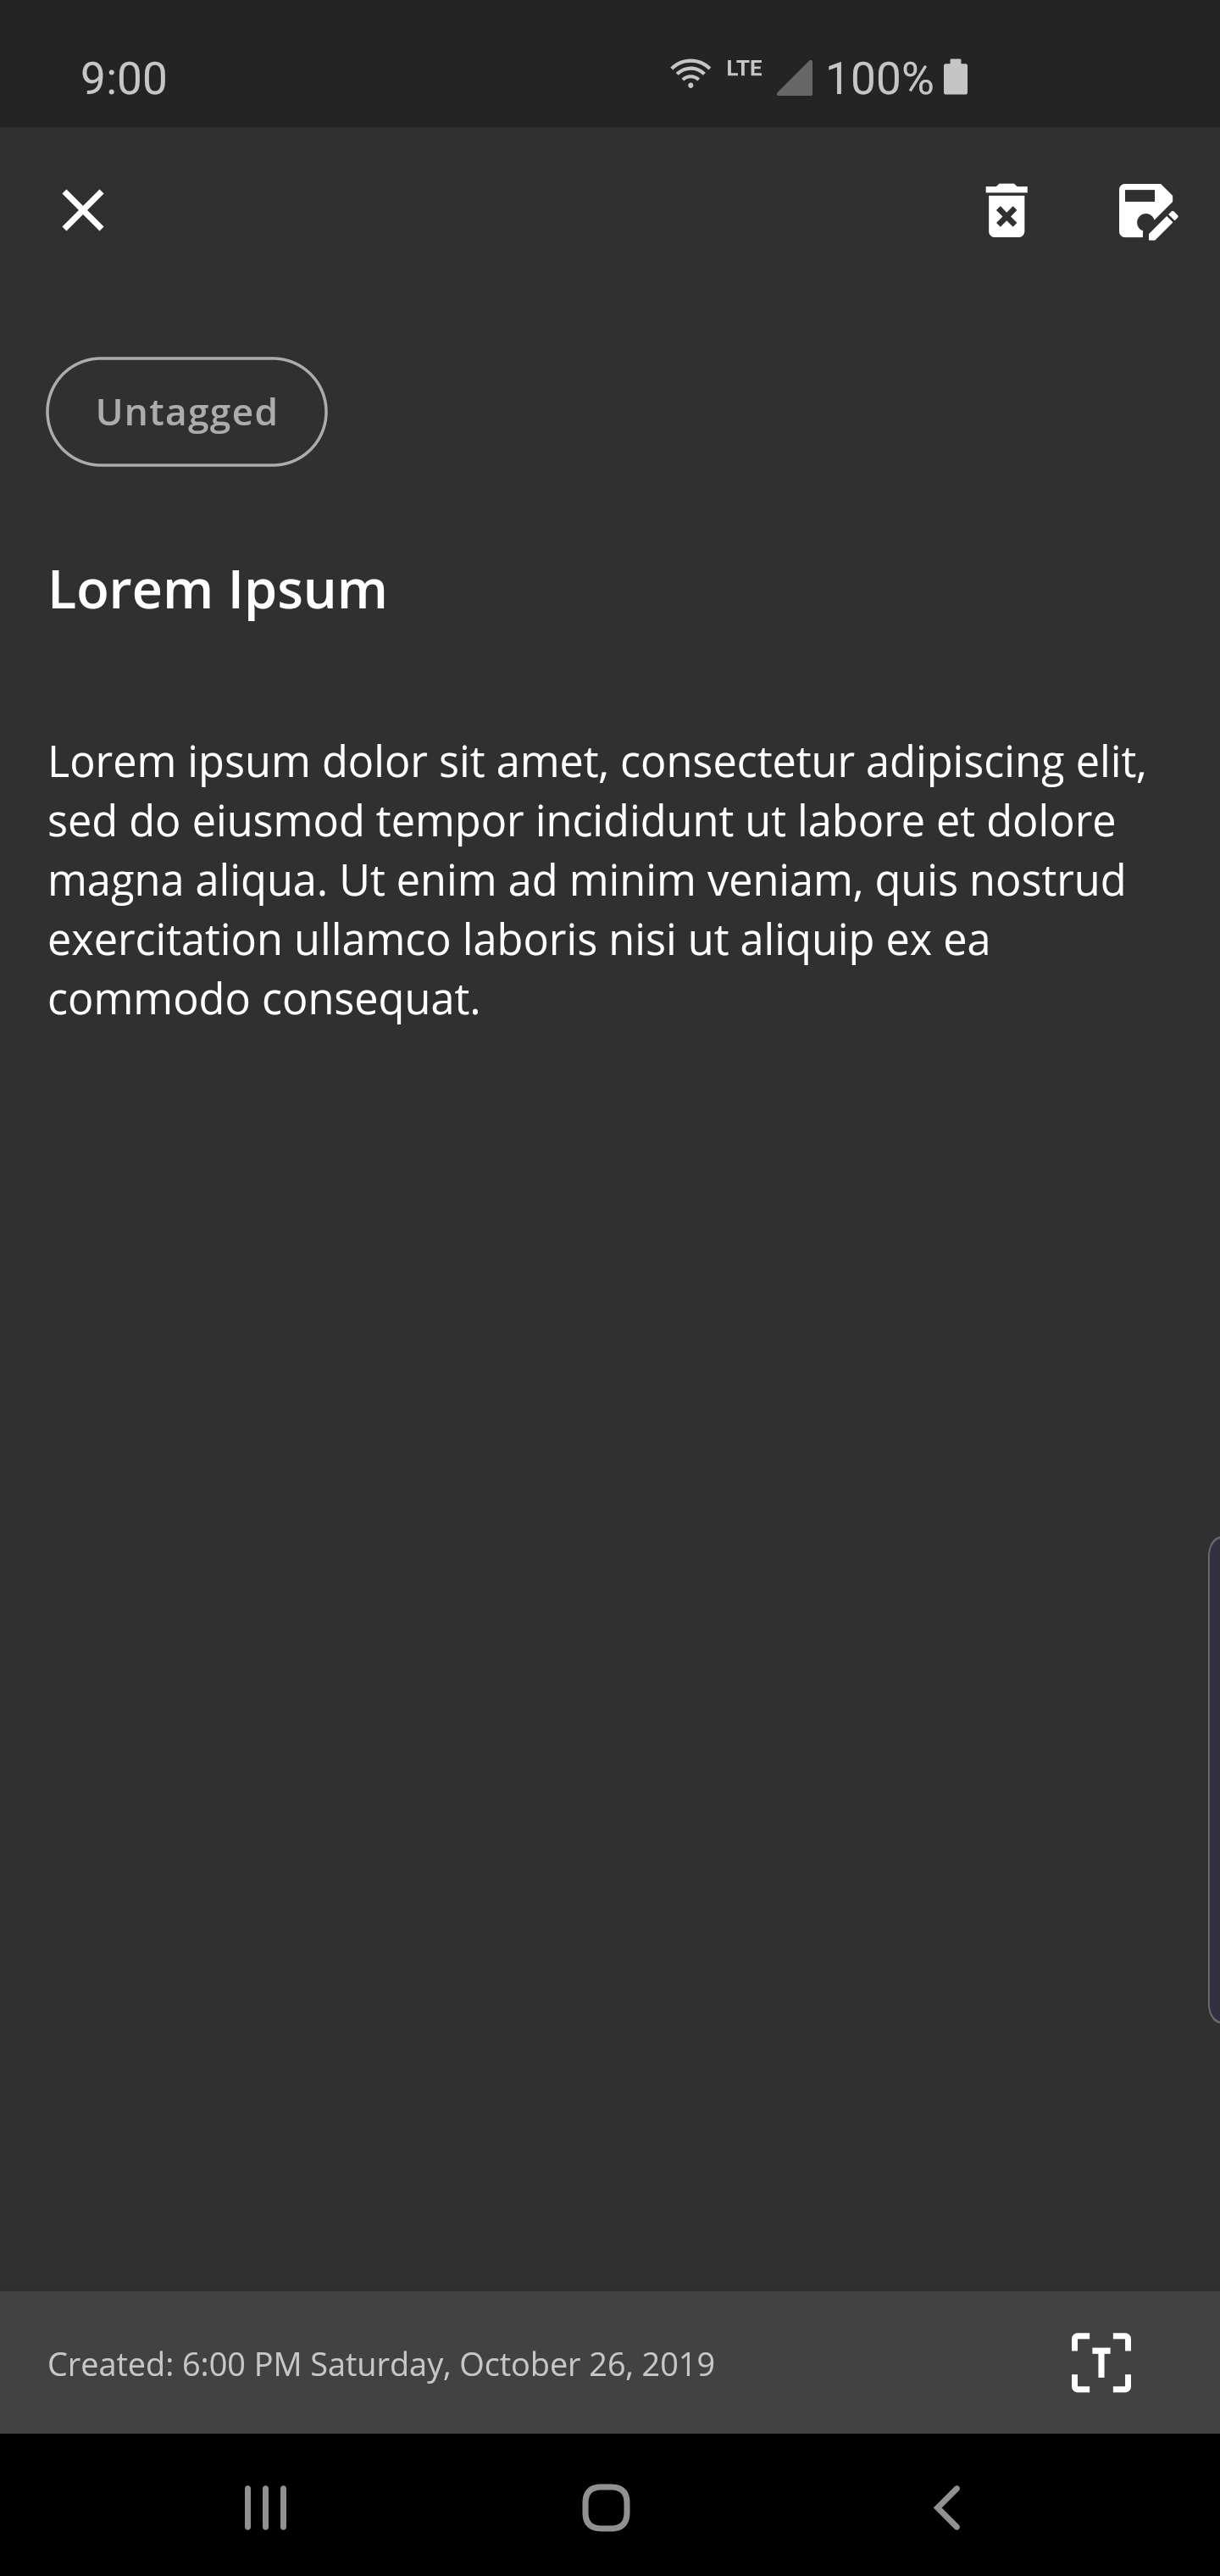 9:00 LTE 100%
Untagged
Lorem Ipsum
Lorem ipsum dolor sit amet, consectetur adipiscing elit,
sed do eiusmod tempor incididunt ut labore et dolore
magna aliqua. Ut enim ad minim veniam, quis nostrud
exercitation ullamco laboris nisi ut aliquip ex ea
commodo consequat.
Created: 6:00 PM Saturday, October 26, 2019